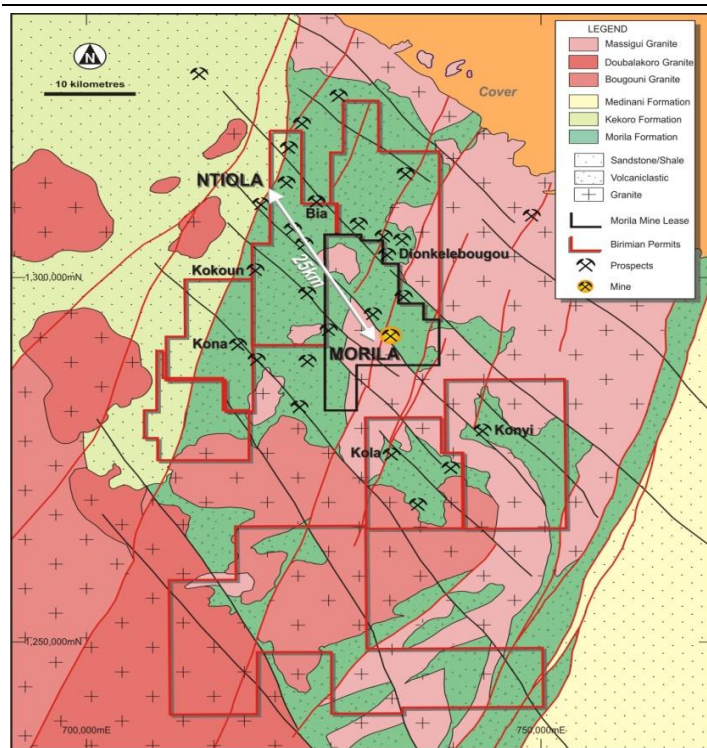 N
10 kilometres
Cover
LEGEND
Massigui Granite
Doubalakoro Granite
Bougouni Granite
Medinani Formation
Kekoro Formation
Morila Formation
Sandstone/Shale
Volcaniclastic
Granite
Morila Mine Lease
Birimian Permits
Prospects
Mine
NTIOLA
Bia
Dionkelebougou
Kokoun
25km
1,300,000mN
Kona
MORILA
Kola
Konyi
1,250,000mN
700,000mE
750,000mE